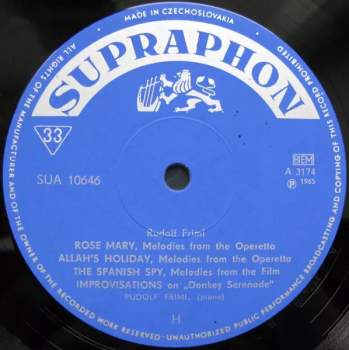 MADE IN CZECHOSLOVAKIA
ALL RIGHTS OF THE MANUFACTURER AND OF THE OWNER OF THE RECORDED WORK RESERVED - UNAUTHORIZED PUBLIC PERFORMANCE BROADCASTING AND COPYING OF THIS RECORD PROHIBITED
SUPRAPHON
33
SUA 10646
BIEM
A 3174
Ⓟ 1965
Rudolf Friml
ROSE MARY, Melodies from the Operetta
ALLAH'S HOLIDAY, Melodies from the Operetta
THE SPANISH SPY, Melodies from the Film
IMPROVISATIONS on „Donkey Serenade"
RUDOLF FRIML, (piano)
H